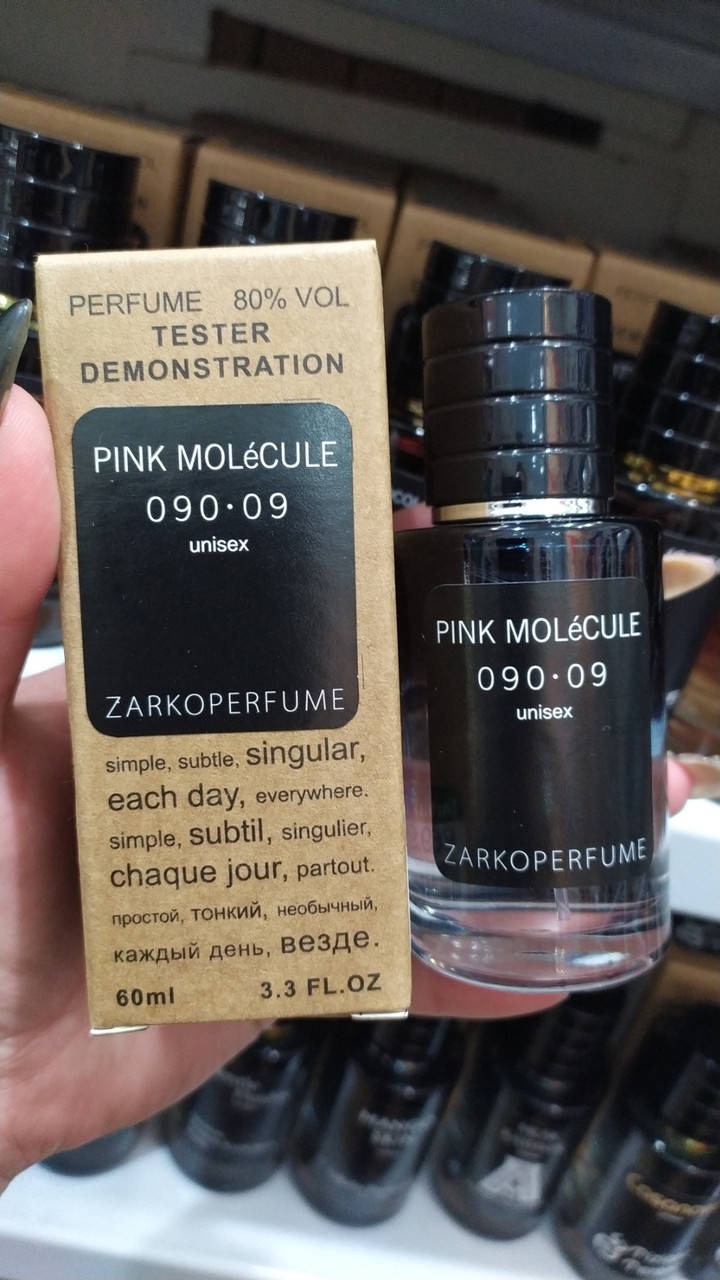 PERFUME 80% VOL
TESTER
DEMONSTRATION
PINK MOLéCULE
090·09
unisex
ZARKOPERFUME
simple, subtle, singular,
each day, everywhere.
simple, subtil, singulier,
chaque jour, partout.
простой, тонкий, необычный,
каждый день, везде.
60ml 3.3 FL.OZ
PINK MOLéCULE
090·09
unisex
ZARKOPERFUME